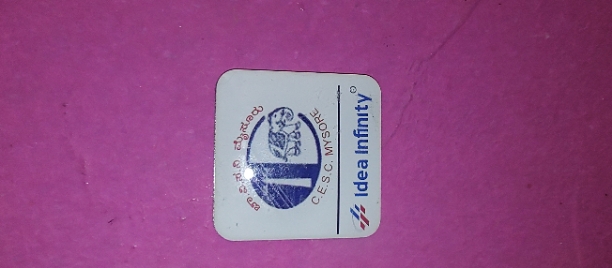 ಚಾ.ವಿ.ಸ.ನಿ ಮೈಸೂರು
C.E.S.C. MYSORE
Idea Infinity